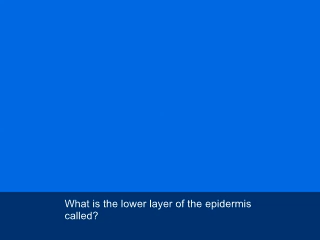 What is the lower layer of the epidermis
called?